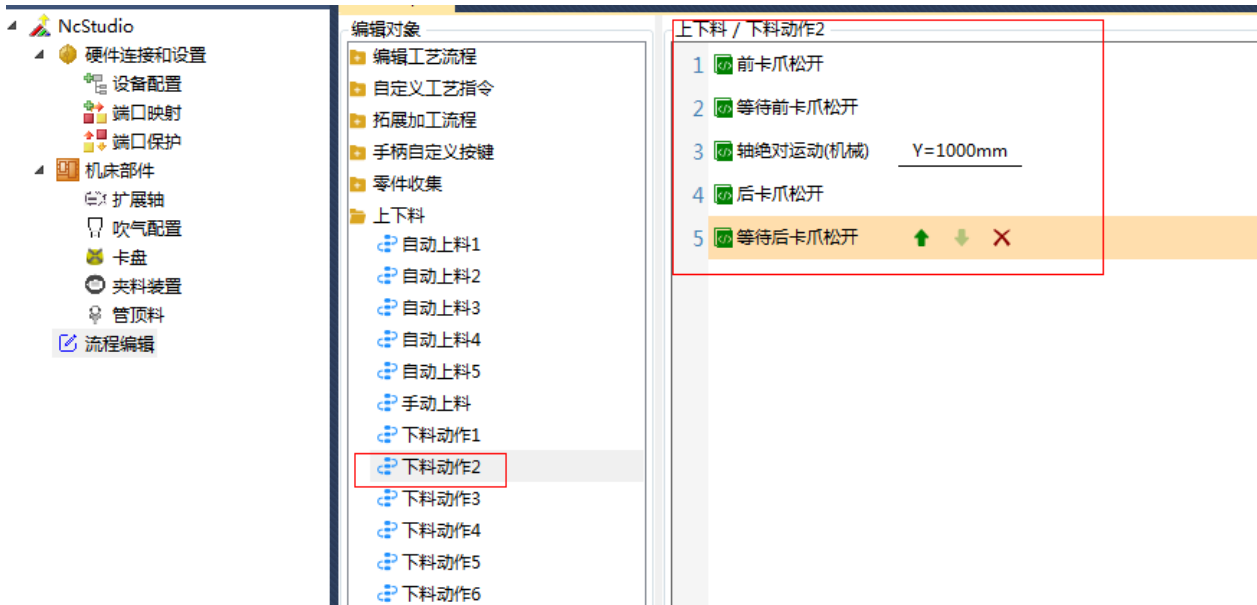 NcStudio
硬件连接和设置
设备配置
端口映射
端口保护
机床部件
扩展轴
吹气配置
卡盘
夹料装置
管顶料
流程编辑
编辑对象
编辑工艺流程
自定义工艺指令
拓展加工流程
手柄自定义按键
零件收集
上下料
自动上料1
自动上料2
自动上料3
自动上料4
自动上料5
手动上料
下料动作1
下料动作2
下料动作3
下料动作4
下料动作5
下料动作6
上下料 / 下料动作2
1 前卡爪松开
2 等待前卡爪松开
3 轴绝对运动(机械) Y=1000mm
4 后卡爪松开
5 等待后卡爪松开